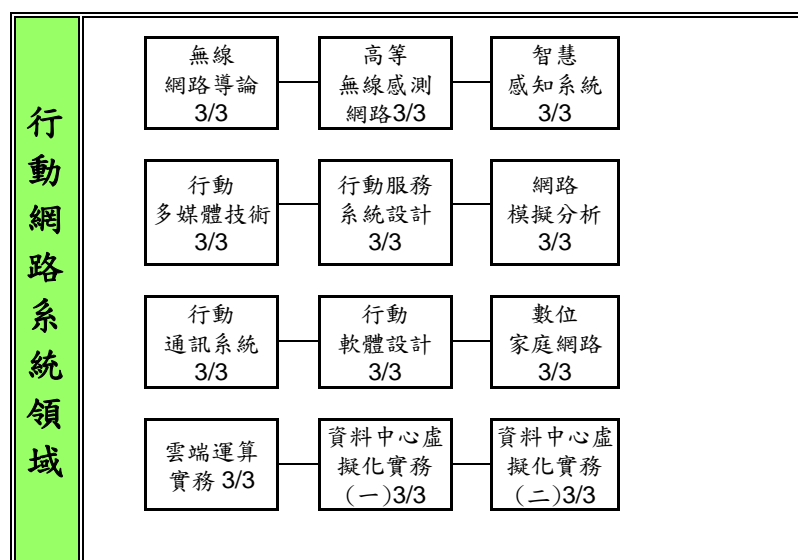 行動網路系統領域
無線
網路導論
3/3
高等
無線感測
網路3/3
智慧
感知系統
3/3
行動
多媒體技術
3/3
行動服務
系統設計
3/3
網路
模擬分析
3/3
行動
通訊系統
3/3
行動
軟體設計
3/3
數位
家庭網路
3/3
雲端運算
實務 3/3
資料中心虛
擬化實務
(一)3/3
資料中心虛
擬化實務
(二)3/3